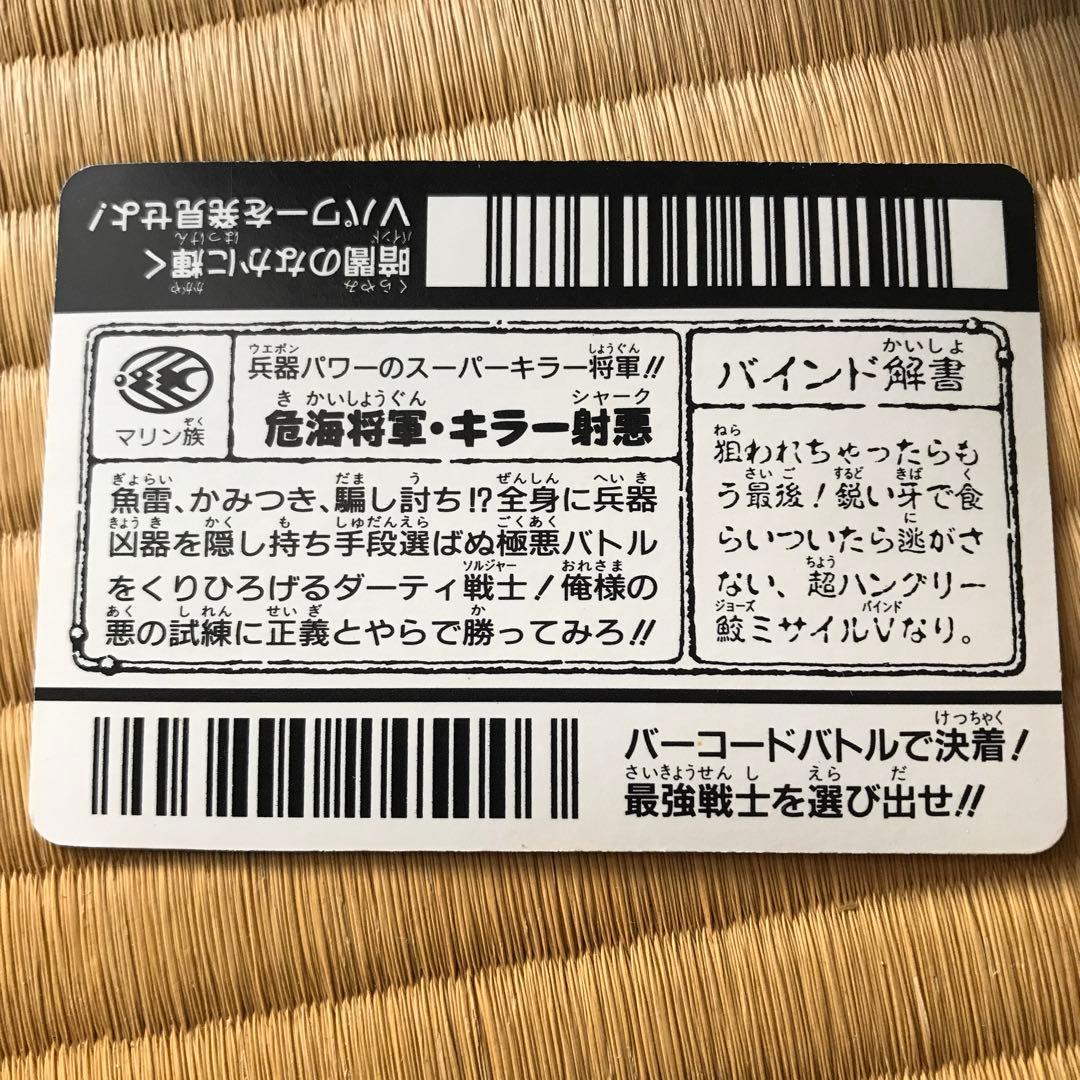 暗闇のなかに輝く
Vパワーを発見せよ!
マリン族
兵器パワーのスーパーキラー将軍!!
危海将軍・キラー射悪
魚雷、かみつき、騙し討ち!?全身に兵器
凶器を隠し持ち手段選ばぬ極悪バトル
をくりひろげるダーティ戦士!俺様の
悪の試練に正義とやらで勝ってみろ!!
バインド解書
狙われちゃったらも
う最後!鋭い牙で食
らいついたら逃がさ
ない、超ハングリー
鮫ミサイルVなり。
バーコードバトルで決着!
最強戦士を選び出せ!!